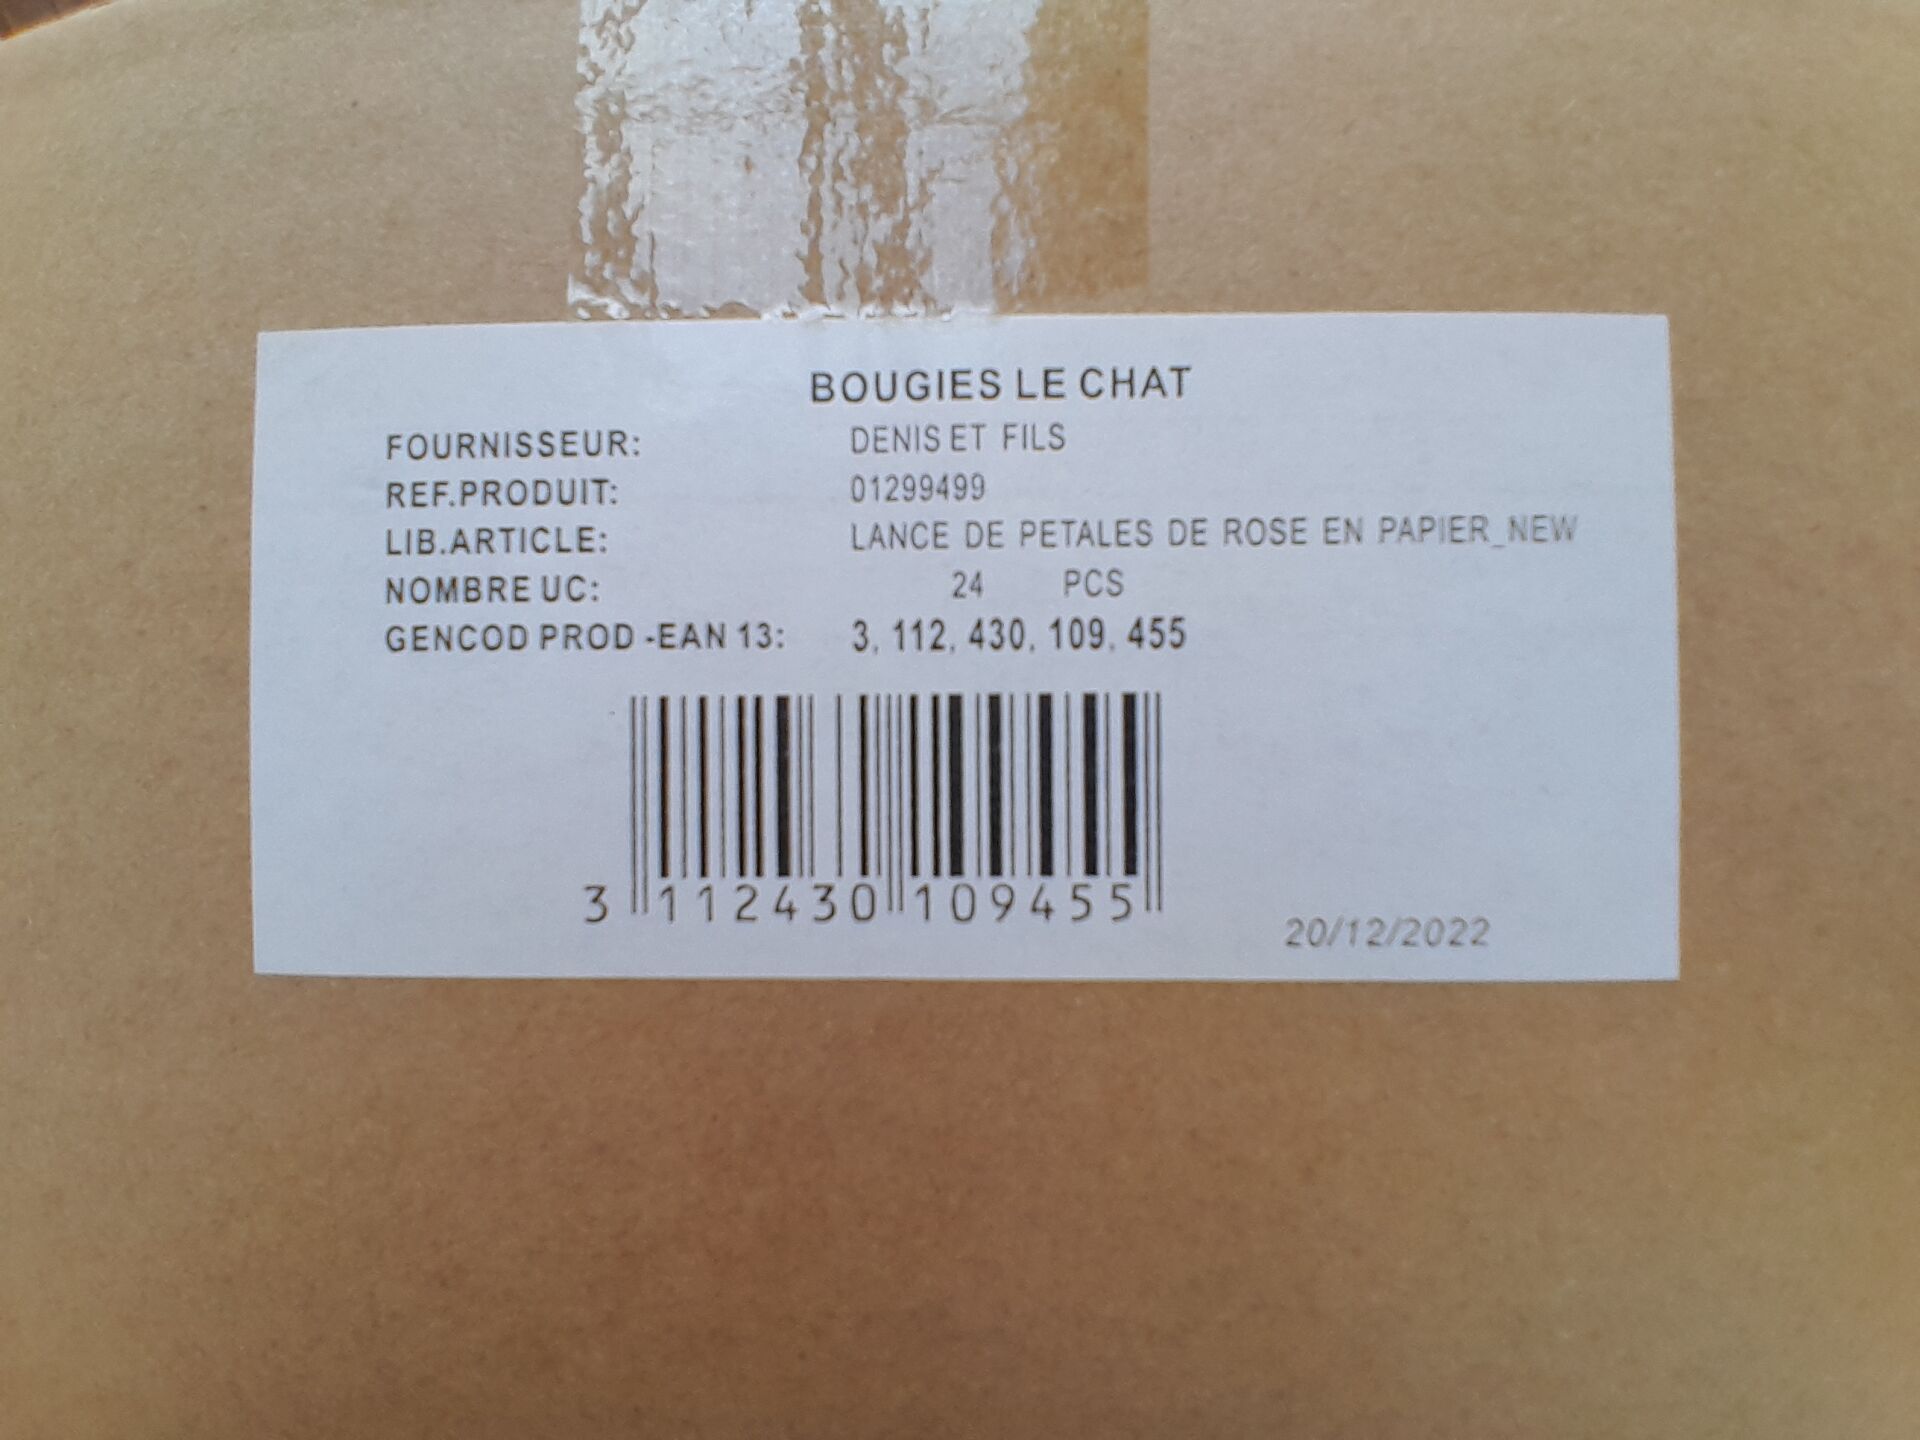 BOUGIES LE CHAT
FOURNISSEUR: DENIS ET FILS
REF.PRODUIT: 01299499
LIB.ARTICLE: LANCE DE PETALES DE ROSE EN PAPIER_NEW
NOMBRE UC: 24 PCS
GENCOD PROD -EAN 13: 3, 112, 430, 109, 455
3 112430 109455
20/12/2022